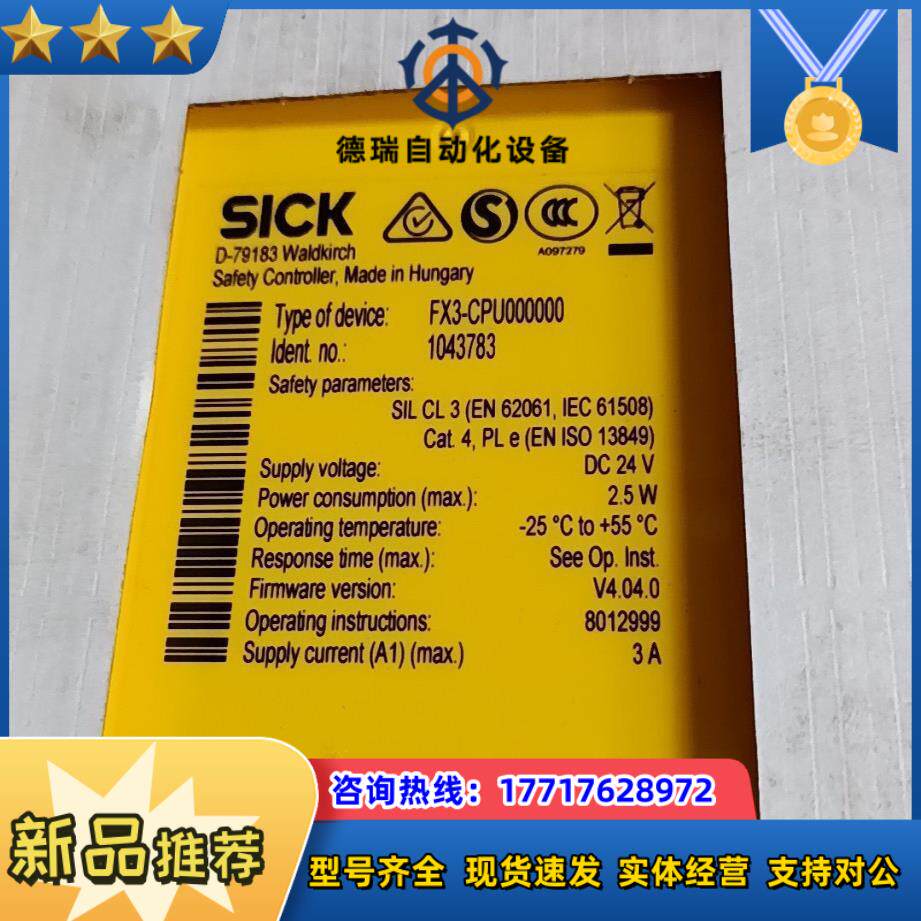 德瑞自动化设备
SICK
D-79183 Waldkirch
A097279
Safety Controller, Made in Hungary
Type of device: FX3-CPU000000
Ident. no.: 1043783
Safety parameters:
SIL CL 3 (EN 62061, IEC 61508)
Cat. 4, PL e (EN ISO 13849)
Supply voltage: DC 24 V
Power consumption (max.): 2.5 W
Operating temperature: -25 °C to +55 °C
Response time (max.): See Op. Inst.
Firmware version: V4.04.0
Operating instructions: 8012999
Supply current (A1) (max.) 3 A
咨询热线：17717628972
新品推荐
型号齐全 现货速发 实体经营 支持对公